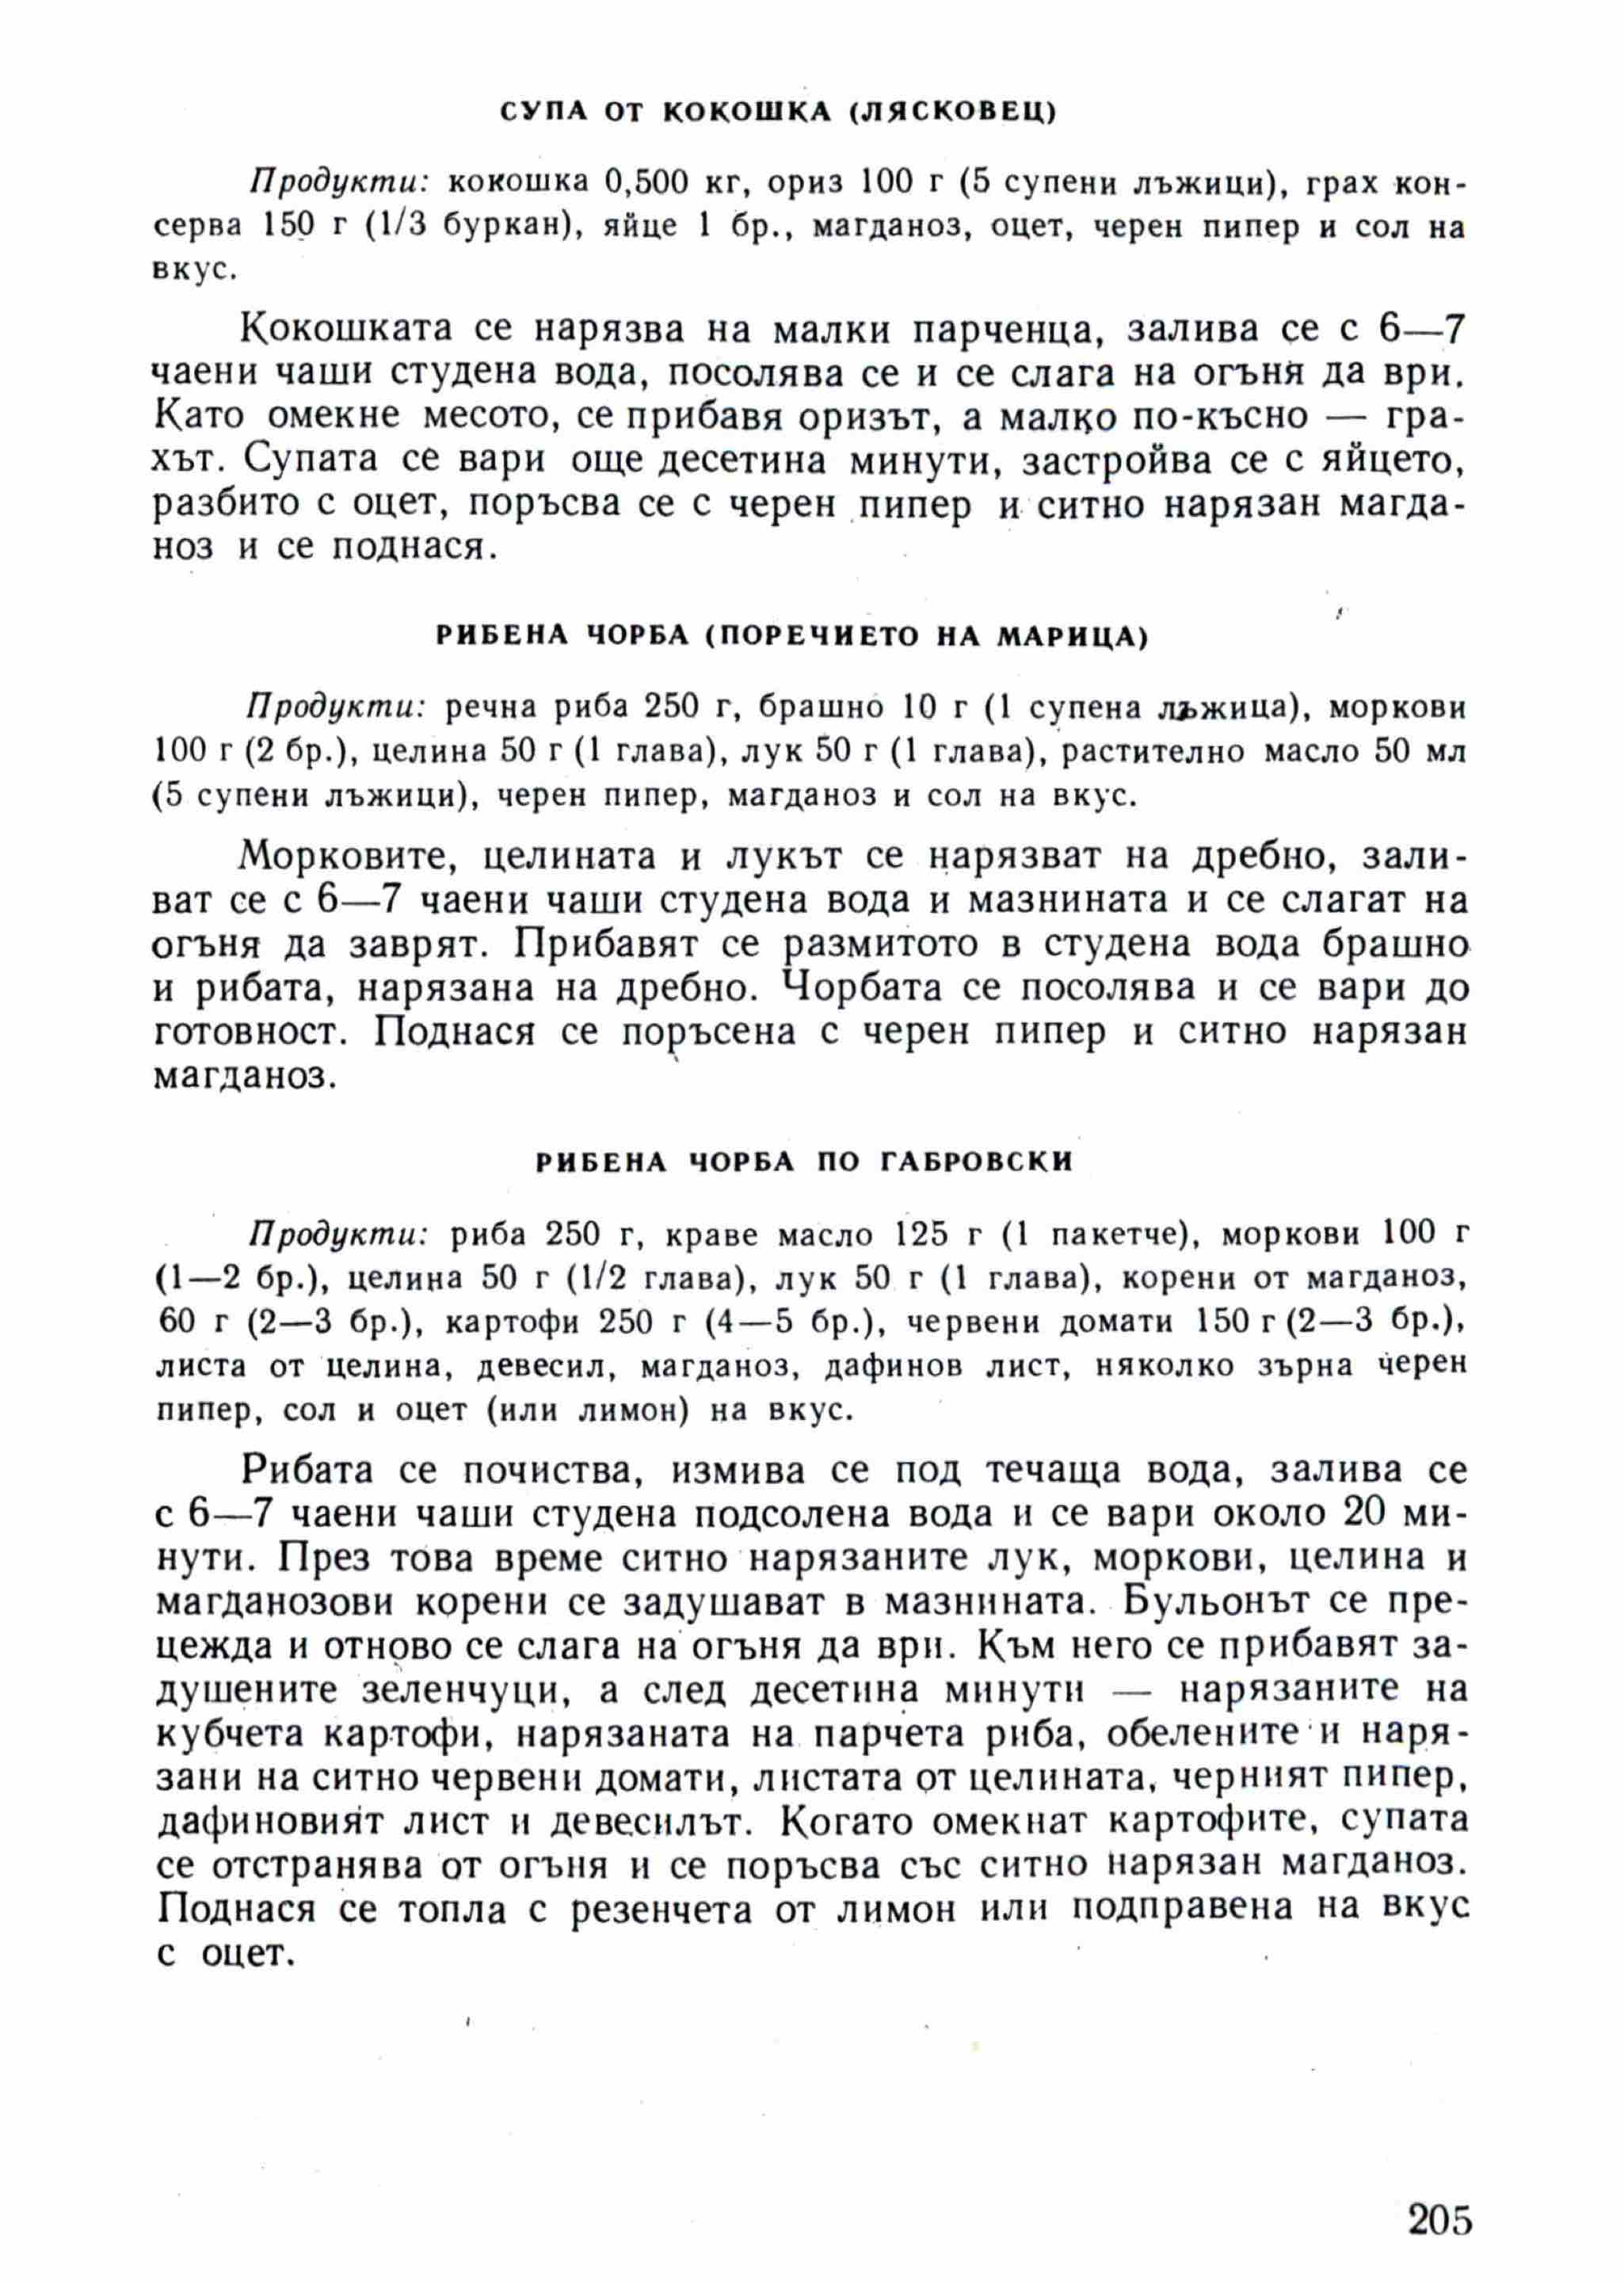 СУПА ОТ КОКОШКА (ЛЯСКОВЕЦ)
Продукти: кокошка 0,500 кг, ориз 100 г (5 супени лъжици), грах кон-
серва 150 г (1/3 буркан), яйце 1 бр., магданоз, оцет, черен пипер и сол на
вкус.
Кокошката се нарязва на малки парченца, залива се с 6—7
чаени чаши студена вода, посолява се и се слага на огъня да ври.
Като омекне месото, се прибавя оризът, а малко по-късно — гра-
хът. Супата се вари още десетина минути, застройва се с яйцето,
разбито с оцет, поръсва се с черен пипер и ситно нарязан магда-
ноз и се поднася.
РИБЕНА ЧОРБА (ПОРЕЧИЕТО НА МАРИЦА)
Продукти: речна риба 250 г, брашно 10 г (1 супена лъжица), моркови
100 г (2 бр.), целина 50 г (1 глава), лук 50 г (1 глава), растително масло 50 мл
(5 супени лъжици), черен пипер, магданоз и сол на вкус.
Морковите, целината и лукът се нарязват на дребно, зали-
ват се с 6—7 чаени чаши студена вода и мазнината и се слагат на
огъня да заврят. Прибавят се размитото в студена вода брашно
и рибата, нарязана на дребно. Чорбата се посолява и се вари до
готовност. Поднася се поръсена с черен пипер и ситно нарязан
магданоз.
РИБЕНА ЧОРБА ПО ГАБРОВСКИ
Продукти: риба 250 г, краве масло 125 г (1 пакетче), моркови 100 г
(1—2 бр.), целина 50 г (1/2 глава), лук 50 г (1 глава), корени от магданоз,
60 г (2—3 бр.), картофи 250 г (4—5 бр.), червени домати 150 г (2—3 бр.),
листа от целина, девесил, магданоз, дафинов лист, няколко зърна черен
пипер, сол и оцет (или лимон) на вкус.
Рибата се почиства, измива се под течаща вода, залива се
с 6—7 чаени чаши студена подсолена вода и се вари около 20 ми-
нути. През това време ситно нарязаните лук, моркови, целина и
магданозови корени се задушават в мазнината. Бульонът се пре-
цежда и отново се слага на огъня да ври. Към него се прибавят за-
душените зеленчуци, а след десетина минути — нарязаните на
кубчета картофи, нарязаната на парчета риба, обелените и наря-
зани на ситно червени домати, листата от целината, черният пипер,
дафиновият лист и девесилът. Когато омекнат картофите, супата
се отстранява от огъня и се поръсва със ситно нарязан магданоз.
Поднася се топла с резенчета от лимон или подправена на вкус
с оцет.
205